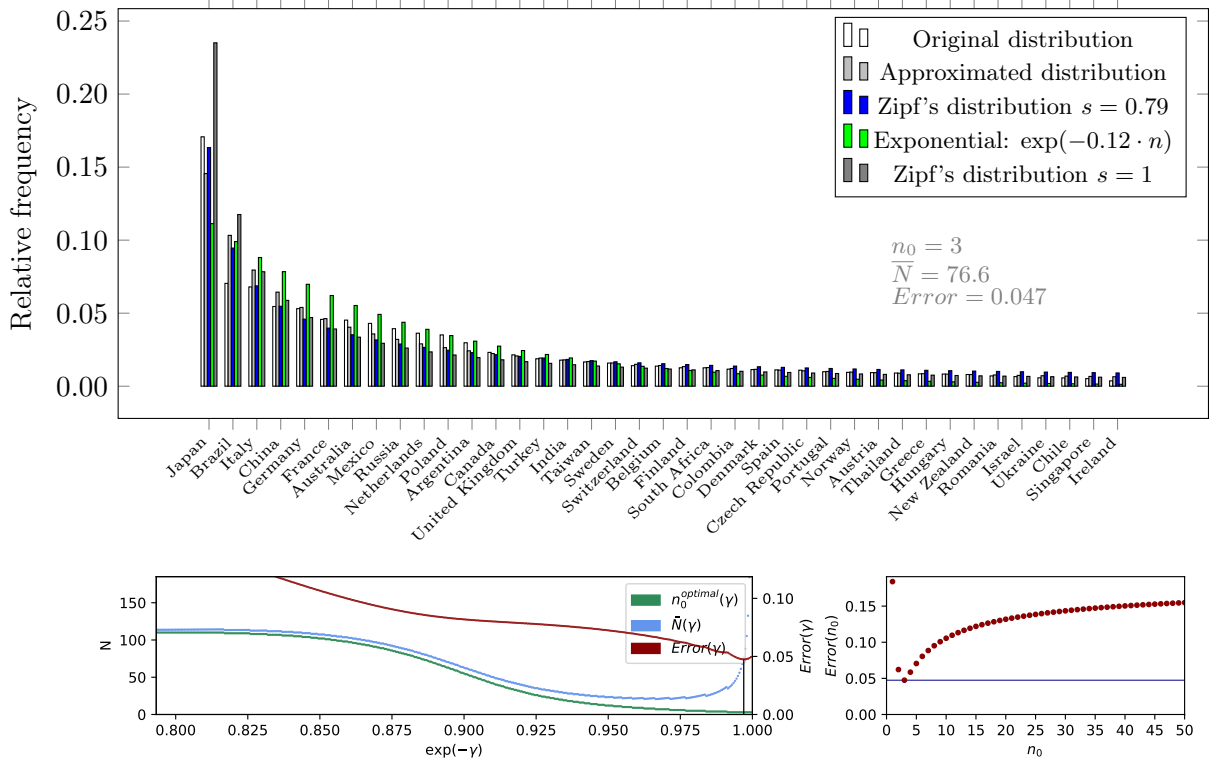 0.25
0.20
0.15
0.10
0.05
0.00
Relative frequency
Original distribution
Approximated distribution
Zipf's distribution s = 0.79
Exponential: exp(−0.12 · n)
Zipf's distribution s = 1
n₀ = 3
N̅ = 76.6
Error = 0.047
Japan
Brazil
Italy
China
Germany
France
Australia
Mexico
Russia
Netherlands
Poland
Argentina
Canada
United Kingdom
Turkey
India
Taiwan
Sweden
Switzerland
Belgium
Finland
South Africa
Colombia
Denmark
Spain
Czech Republic
Portugal
Norway
Austria
Thailand
Greece
Hungary
New Zealand
Romania
Israel
Ukraine
Chile
Singapore
Ireland
150
100
50
0
N
0.800 0.825 0.850 0.875 0.900 0.925 0.950 0.975 1.000
exp(−γ)
n₀^optimal(γ)
N̄(γ)
Error(γ)
0.10
0.05
0.00
Error(γ)
0.15
0.10
0.05
0.00
Error(n₀)
0 5 10 15 20 25 30 35 40 45 50
n₀